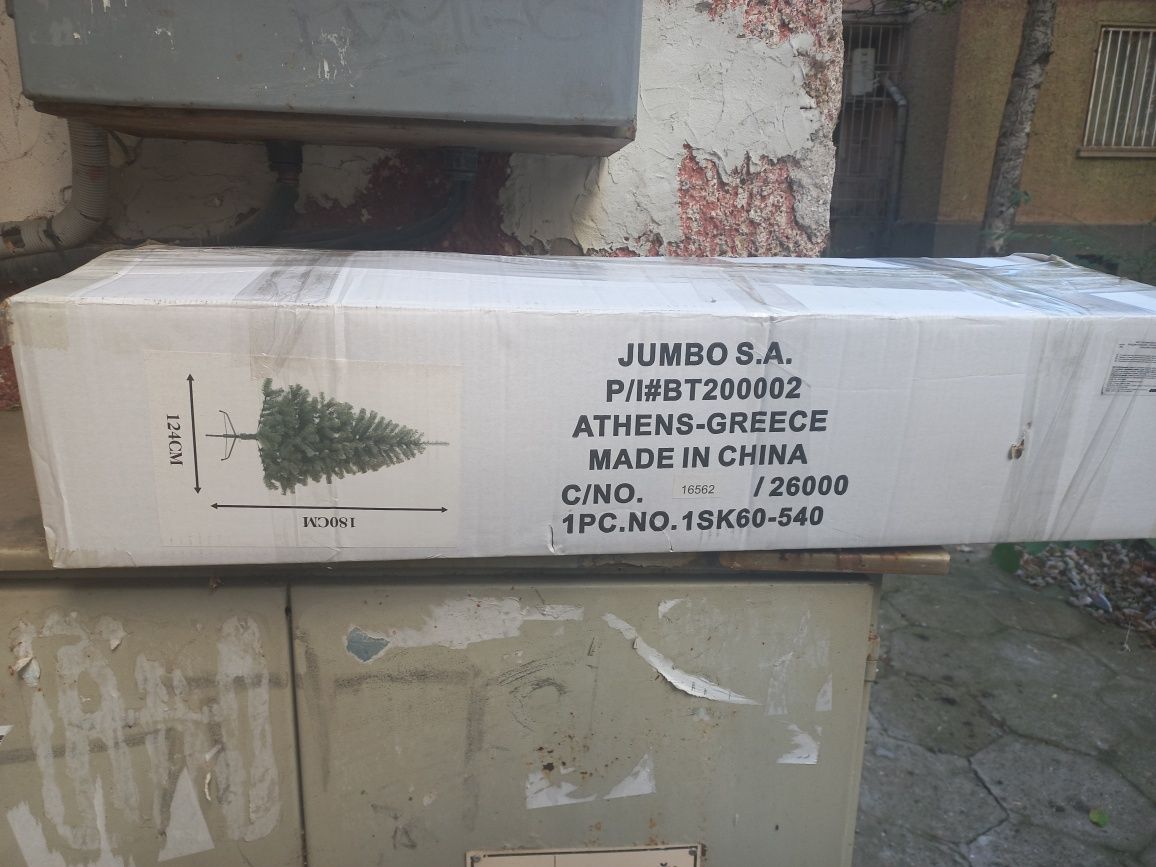 JUMBO S.A.
P/I#BT200002
ATHENS-GREECE
MADE IN CHINA
C/NO. 16562 / 26000
1PC.NO.1SK60-540
124CM
180CM